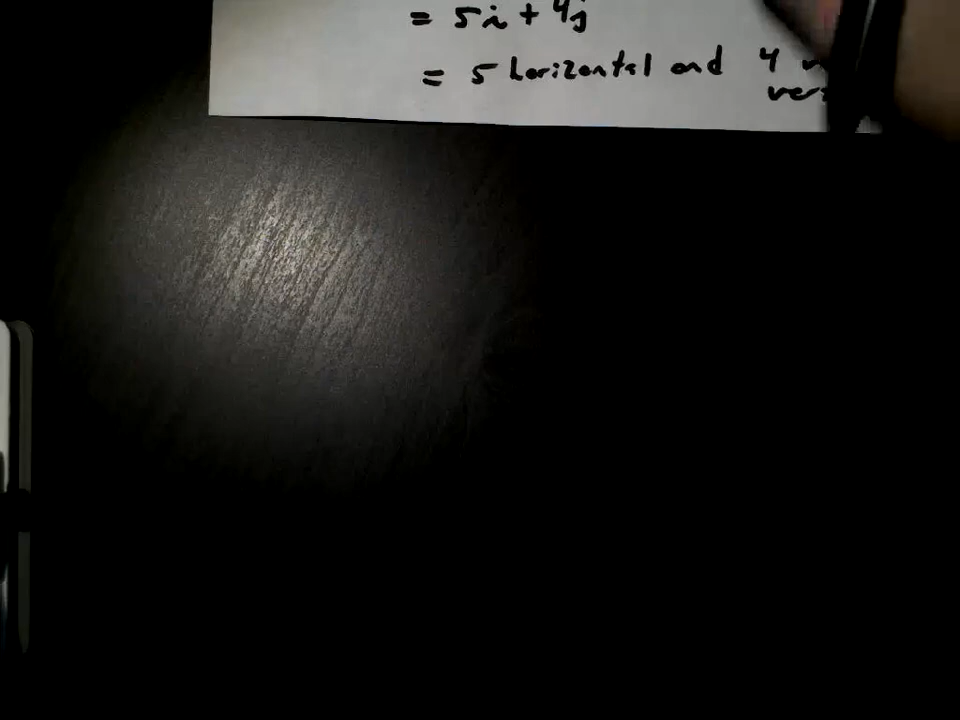 = 5i + 4j
= 5 horizontal and 4